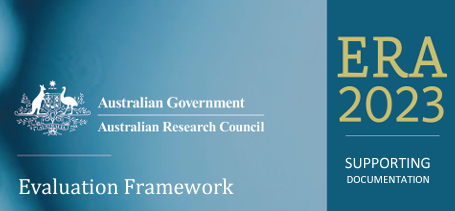 Australian Government
Australian Research Council
Evaluation Framework
ERA
2023
SUPPORTING
DOCUMENTATION